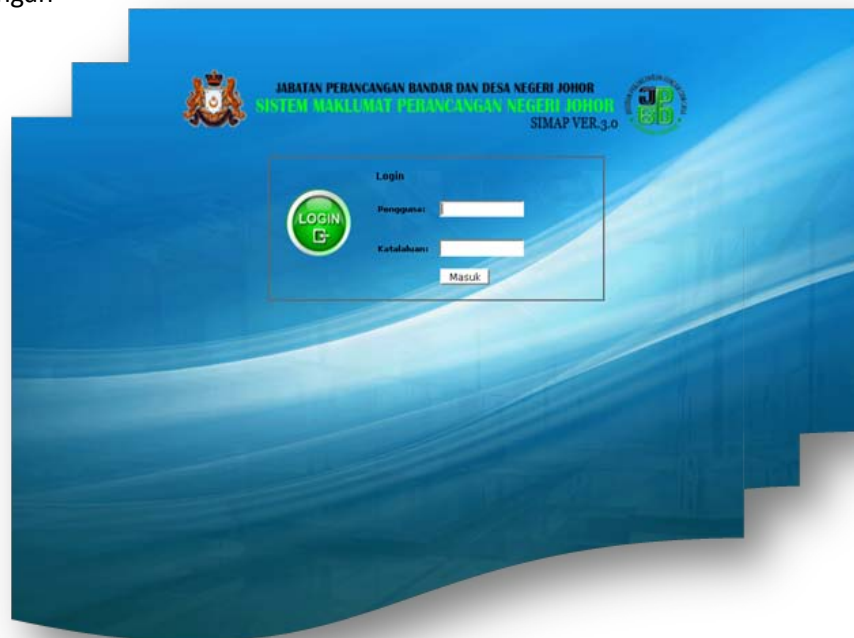 JABATAN PERANCANGAN BANDAR DAN DESA NEGERI JOHOR
SISTEM MAKLUMAT PERANCANGAN NEGERI JOHOR
SIMAP VER.3.0
Login
LOGIN
Pengguna:
Katalaluan:
Masuk